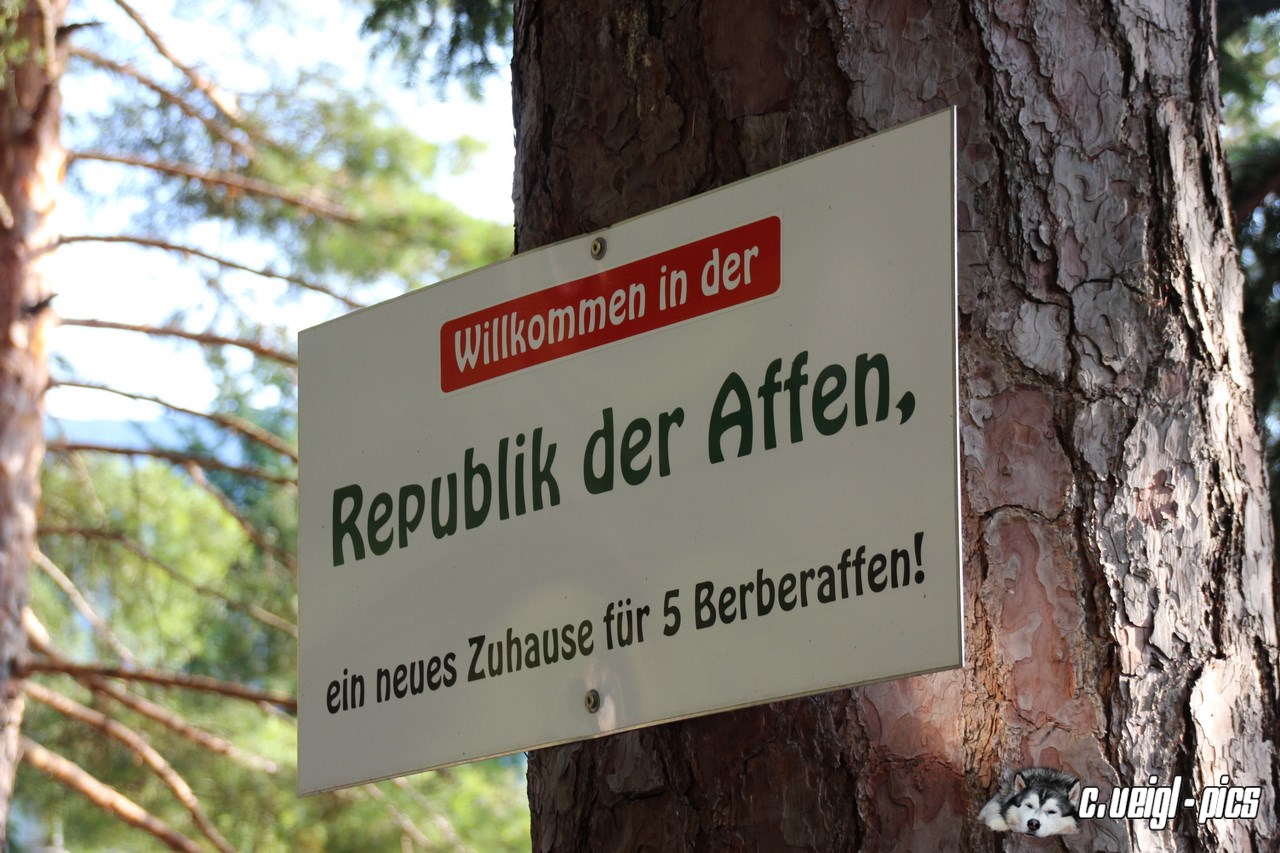 Willkommen in der
Republik der Affen,
ein neues Zuhause für 5 Berberaffen!
c.veigl-pics